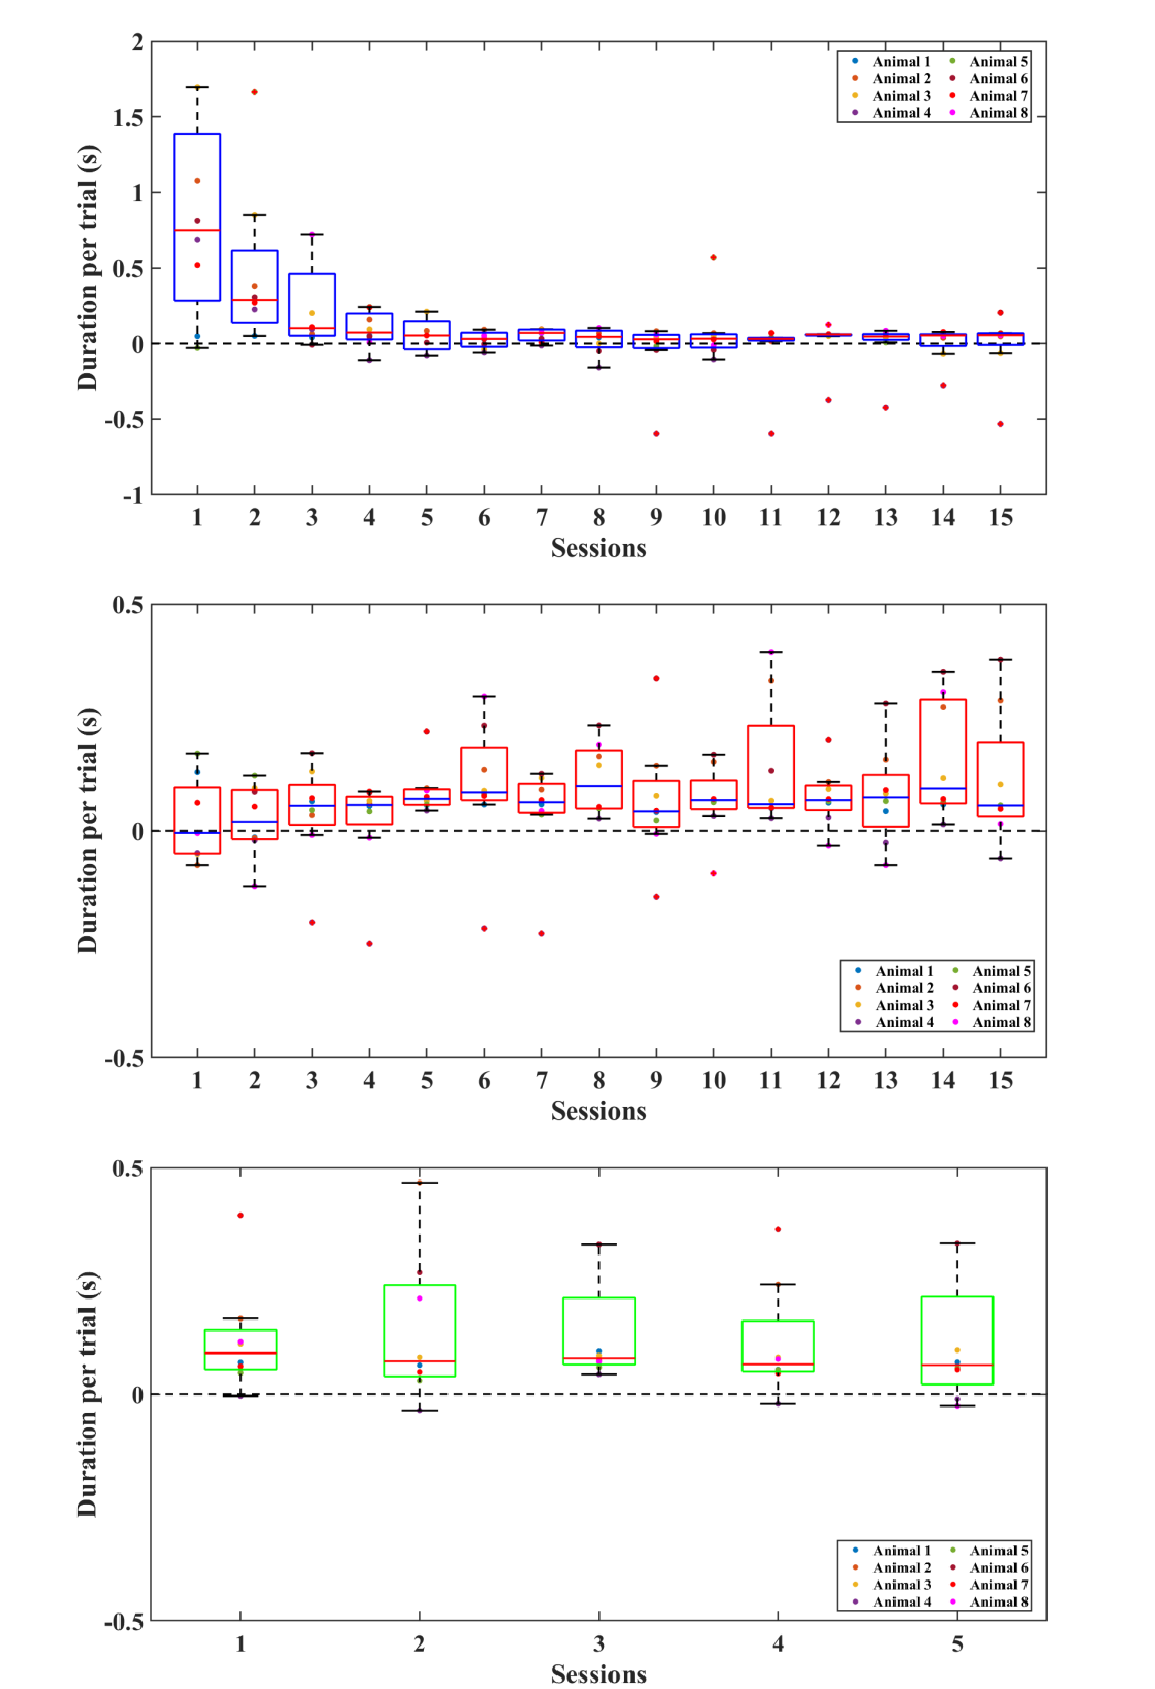 2
1.5
1
0.5
0
-0.5
-1
Duration per trial (s)
Animal 1 Animal 5
Animal 2 Animal 6
Animal 3 Animal 7
Animal 4 Animal 8
1 2 3 4 5 6 7 8 9 10 11 12 13 14 15
Sessions
0.5
0
-0.5
Duration per trial (s)
Animal 1 Animal 5
Animal 2 Animal 6
Animal 3 Animal 7
Animal 4 Animal 8
1 2 3 4 5 6 7 8 9 10 11 12 13 14 15
Sessions
0.5
0
-0.5
Duration per trial (s)
Animal 1 Animal 5
Animal 2 Animal 6
Animal 3 Animal 7
Animal 4 Animal 8
1 2 3 4 5
Sessions